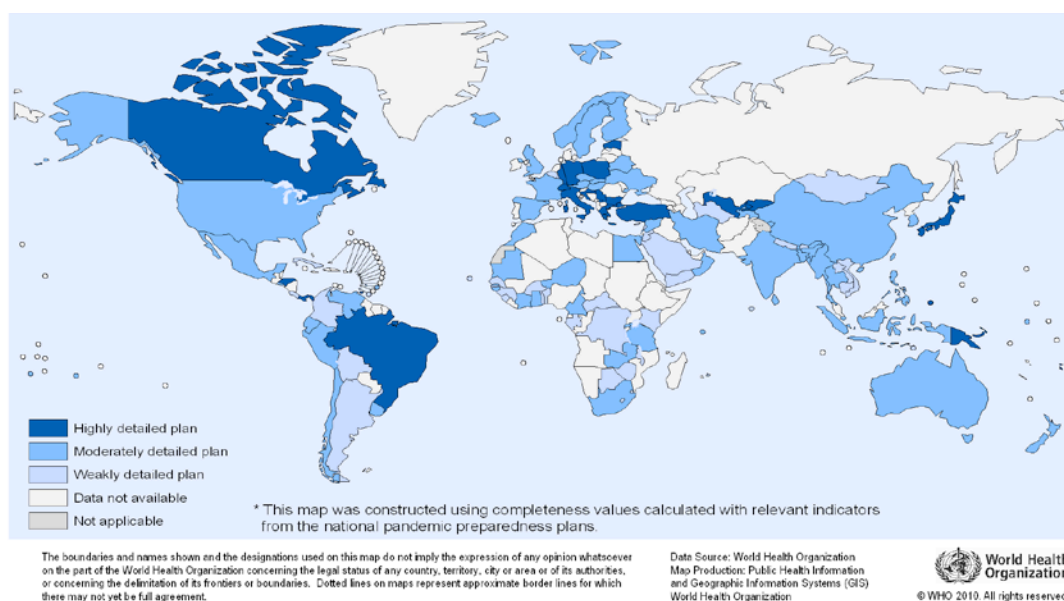 Highly detailed plan
Moderately detailed plan
Weakly detailed plan
Data not available
Not applicable
* This map was constructed using completeness values calculated with relevant indicators
from the national pandemic preparedness plans.
The boundaries and names shown and the designations used on this map do not imply the expression of any opinion whatsoever
on the part of the World Health Organization concerning the legal status of any country, territory, city or area or of its authorities,
or concerning the delimitation of its frontiers or boundaries. Dotted lines on maps represent approximate border lines for which
there may not yet be full agreement.
Data Source: World Health Organization
Map Production: Public Health Information
and Geographic Information Systems (GIS)
World Health Organization
World Health
Organization
© WHO 2010. All rights reserve